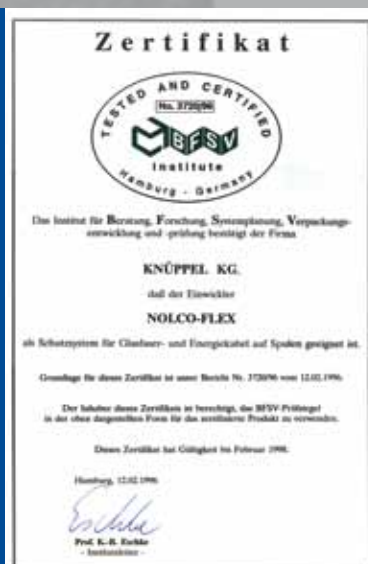 Zertifikat
TESTED AND CERTIFIED
No. 3720/96
BFSV
Institute
Hamburg - Germany
Das Institut für Beratung, Forschung, Systemplanung, Verpackungs-
entwicklung und -prüfung bestätigt der Firma
KNÜPPEL KG.
daß der Einwickler
NOLCO-FLEX
als Schutzsystem für Glasfaser- und Energiekabel auf Spulen geeignet ist.
Grundlage für dieses Zertifikat ist unser Bericht Nr. 3720/96 vom 12.02.1996.
Der Inhaber dieses Zertifikats ist berechtigt, das BFSV-Prüfsiegel
in der oben dargestellten Form für das zertifizierte Produkt zu verwenden.
Dieses Zertifikat hat Gültigkeit bis Februar 1998.
Hamburg, 12.02.1996
Eschke
Prof. K.-R. Eschke
- Institutsleiter -